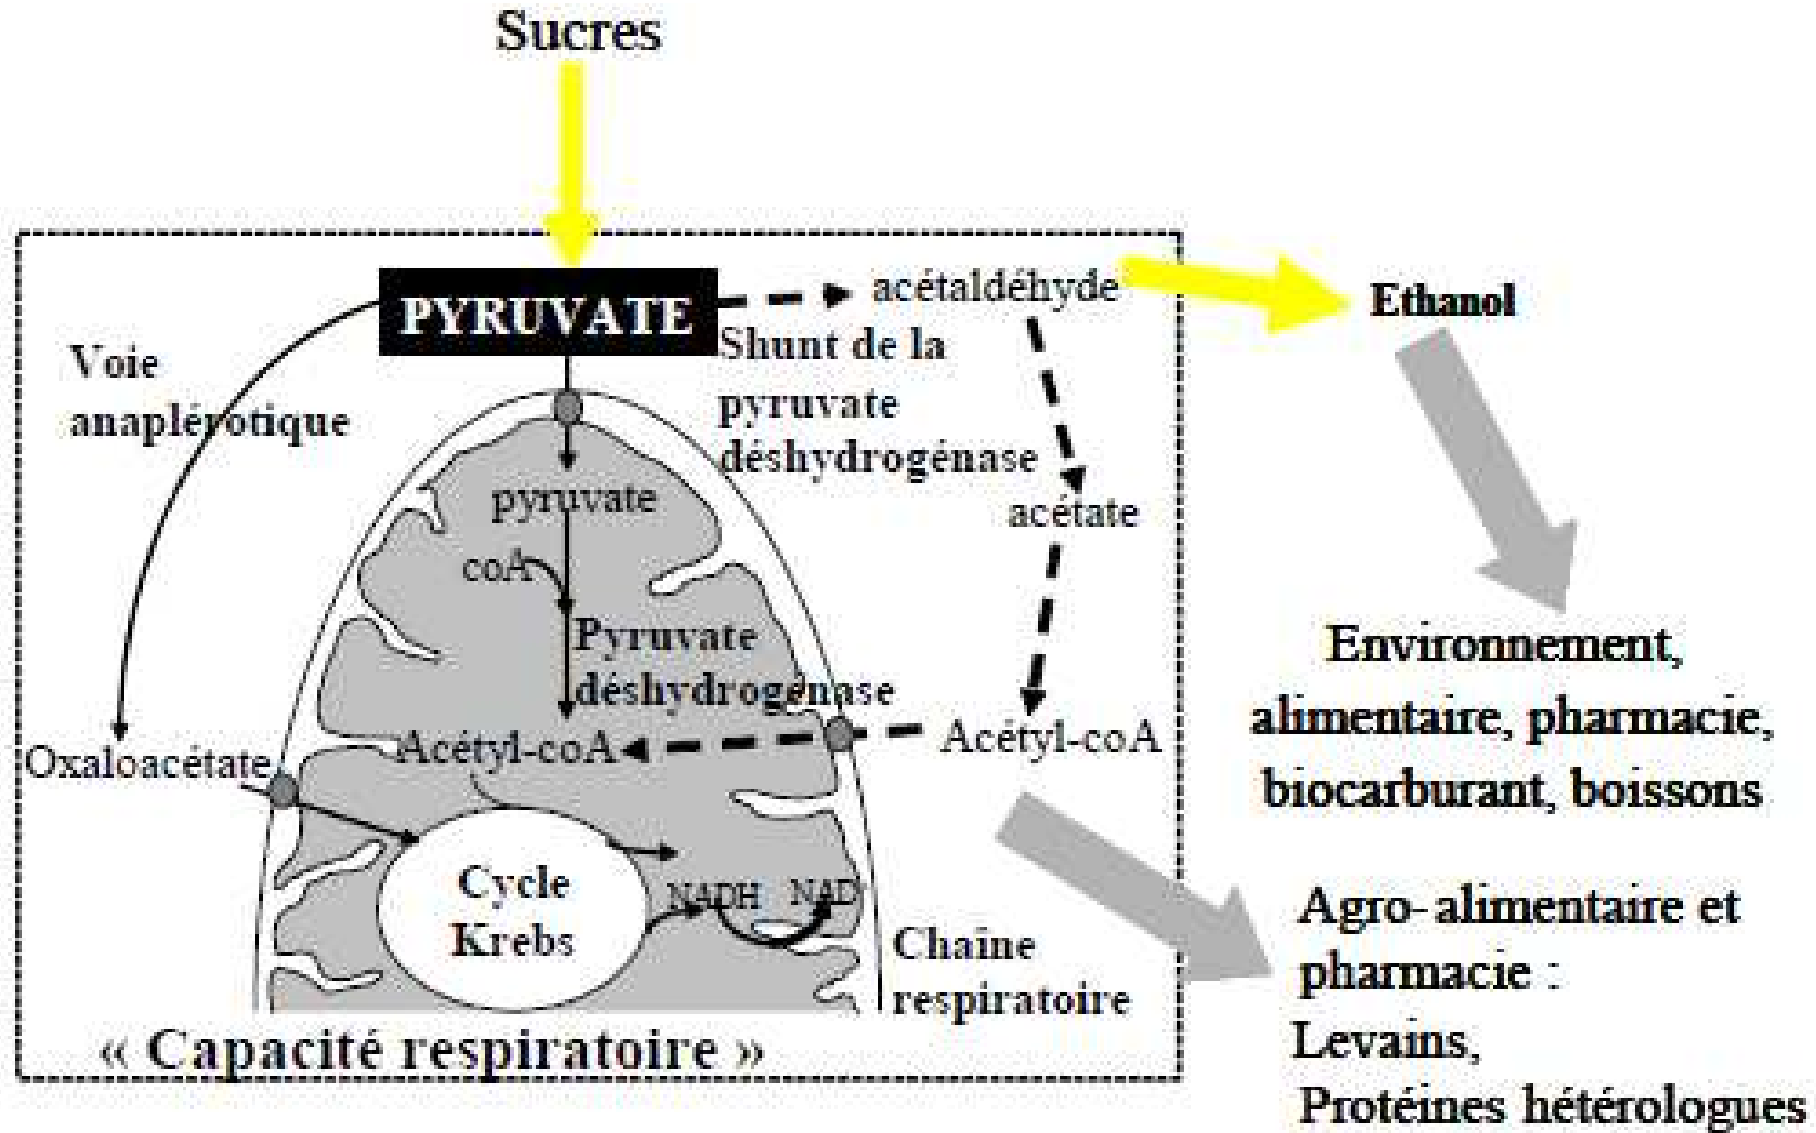 Sucres
PYRUVATE
acétaldéhyde
Ethanol
Voie
anaplérotique
Shunt de la
pyruvate
déshydrogénase
pyruvate
acétate
coA
Pyruvate
déshydrogénase
Oxaloacétate
Acétyl-coA
Acétyl-coA
Environnement,
alimentaire, pharmacie,
biocarburant, boissons
Cycle
Krebs
NADH
NAD
Chaîne
respiratoire
« Capacité respiratoire »
Agro-alimentaire et
pharmacie :
Levains,
Protéines hétérologues